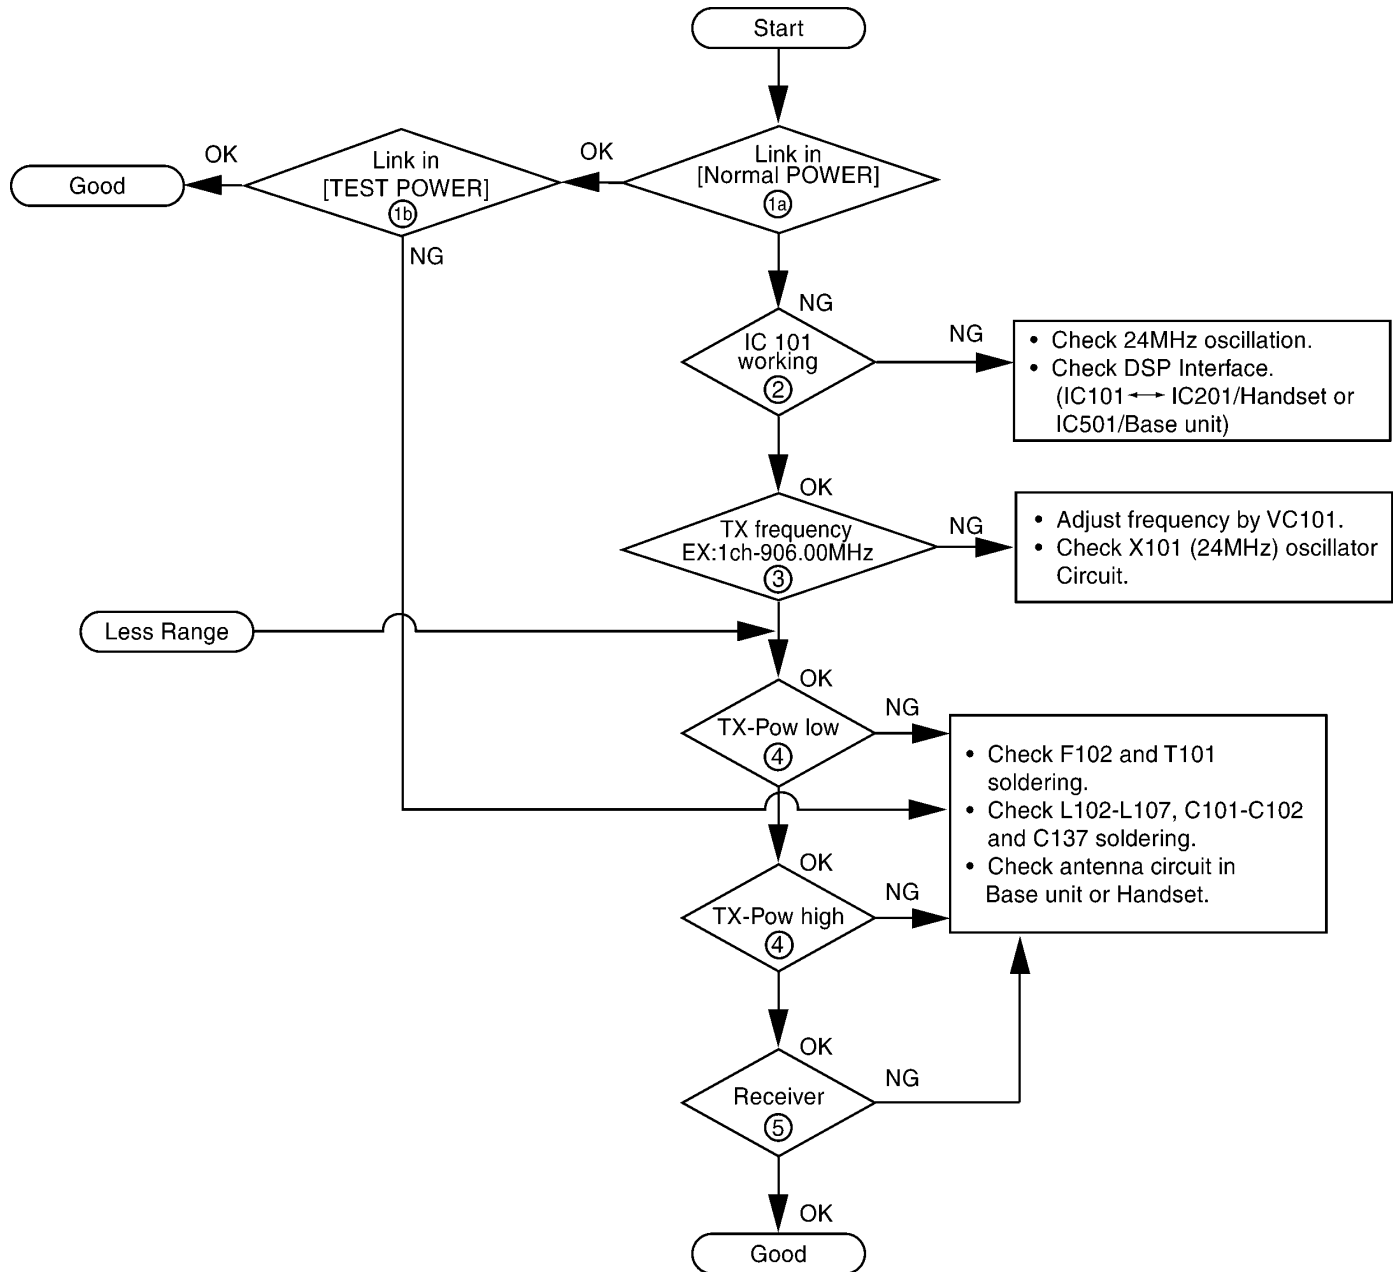 Start
OK
OK
Link in
[Normal POWER]
1a
Link in
[TEST POWER]
1b
Good
NG
NG
IC 101
working
2
NG
• Check 24MHz oscillation.
• Check DSP Interface.
(IC101 ↔ IC201/Handset or
IC501/Base unit)
OK
TX frequency
EX:1ch-906.00MHz
3
NG
• Adjust frequency by VC101.
• Check X101 (24MHz) oscillator
Circuit.
Less Range
OK
TX-Pow low
4
NG
• Check F102 and T101
soldering.
• Check L102-L107, C101-C102
and C137 soldering.
• Check antenna circuit in
Base unit or Handset.
OK
TX-Pow high
4
NG
OK
Receiver
5
NG
OK
Good